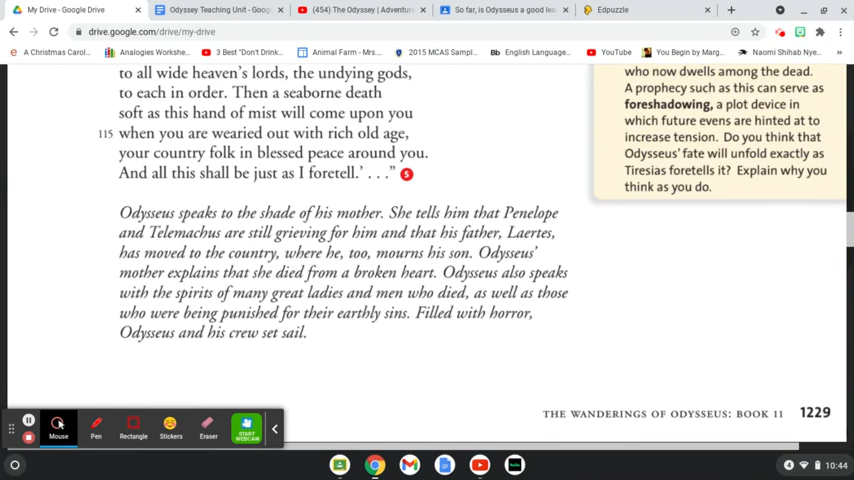 My Drive - Google Drive
Odyssey Teaching Unit - Goog
(454) The Odyssey | Adventur
So far, is Odysseus a good lea
Edpuzzle
drive.google.com/drive/my-drive
A Christmas Carol...
Analogies Workshe...
3 Best "Don't Drink...
Animal Farm - Mrs....
2015 MCAS Sampl...
Bb English Language...
YouTube
You Begin by Marg...
Naomi Shihab Nye...
»
to all wide heaven's lords, the undying gods,
to each in order. Then a seaborne death
soft as this hand of mist will come upon you
115 when you are wearied out with rich old age,
your country folk in blessed peace around you.
And all this shall be just as I foretell.' . . ." S
who now dwells among the dead.
A prophecy such as this can serve as
foreshadowing, a plot device in
which future evens are hinted at to
increase tension. Do you think that
Odysseus' fate will unfold exactly as
Tiresias foretells it? Explain why you
think as you do.
Odysseus speaks to the shade of his mother. She tells him that Penelope
and Telemachus are still grieving for him and that his father, Laertes,
has moved to the country, where he, too, mourns his son. Odysseus'
mother explains that she died from a broken heart. Odysseus also speaks
with the spirits of many great ladies and men who died, as well as those
who were being punished for their earthly sins. Filled with horror,
Odysseus and his crew set sail.
THE WANDERINGS OF ODYSSEUS: BOOK 11 1229
Mouse
Pen
Rectangle
Stickers
Eraser
START
WEBCAM
4
10:44